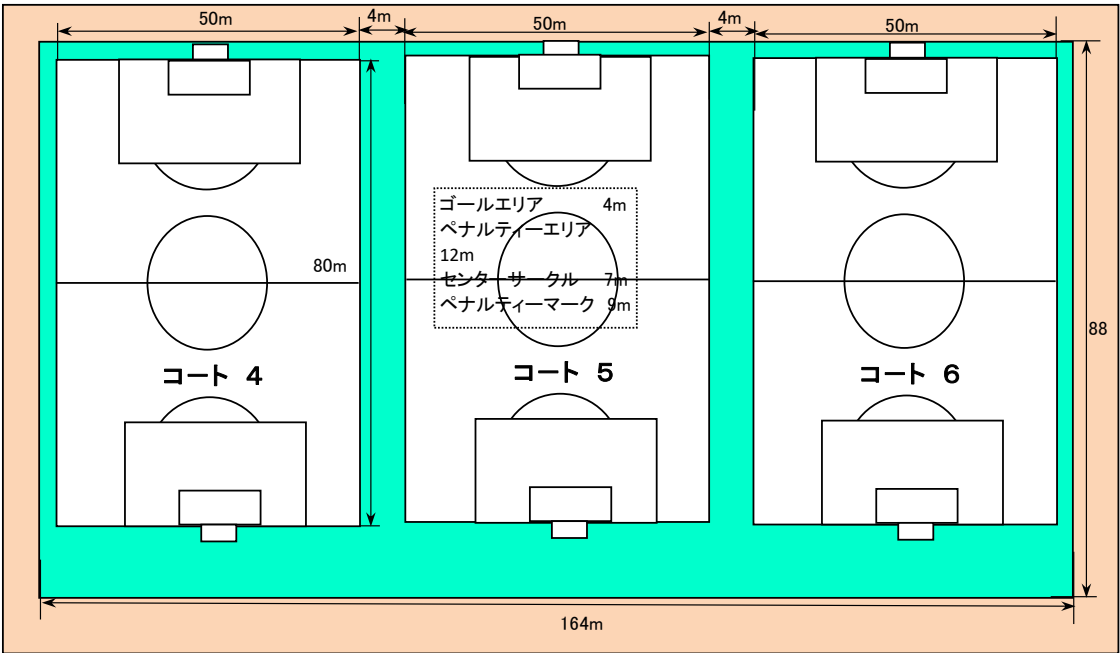 50m 4m 50m 4m 50m
ゴールエリア 4m
ペナルティーエリア
12m
センターサークル 7m
ペナルティーマーク 9m
80m
88
コート 4 コート 5 コート 6
164m